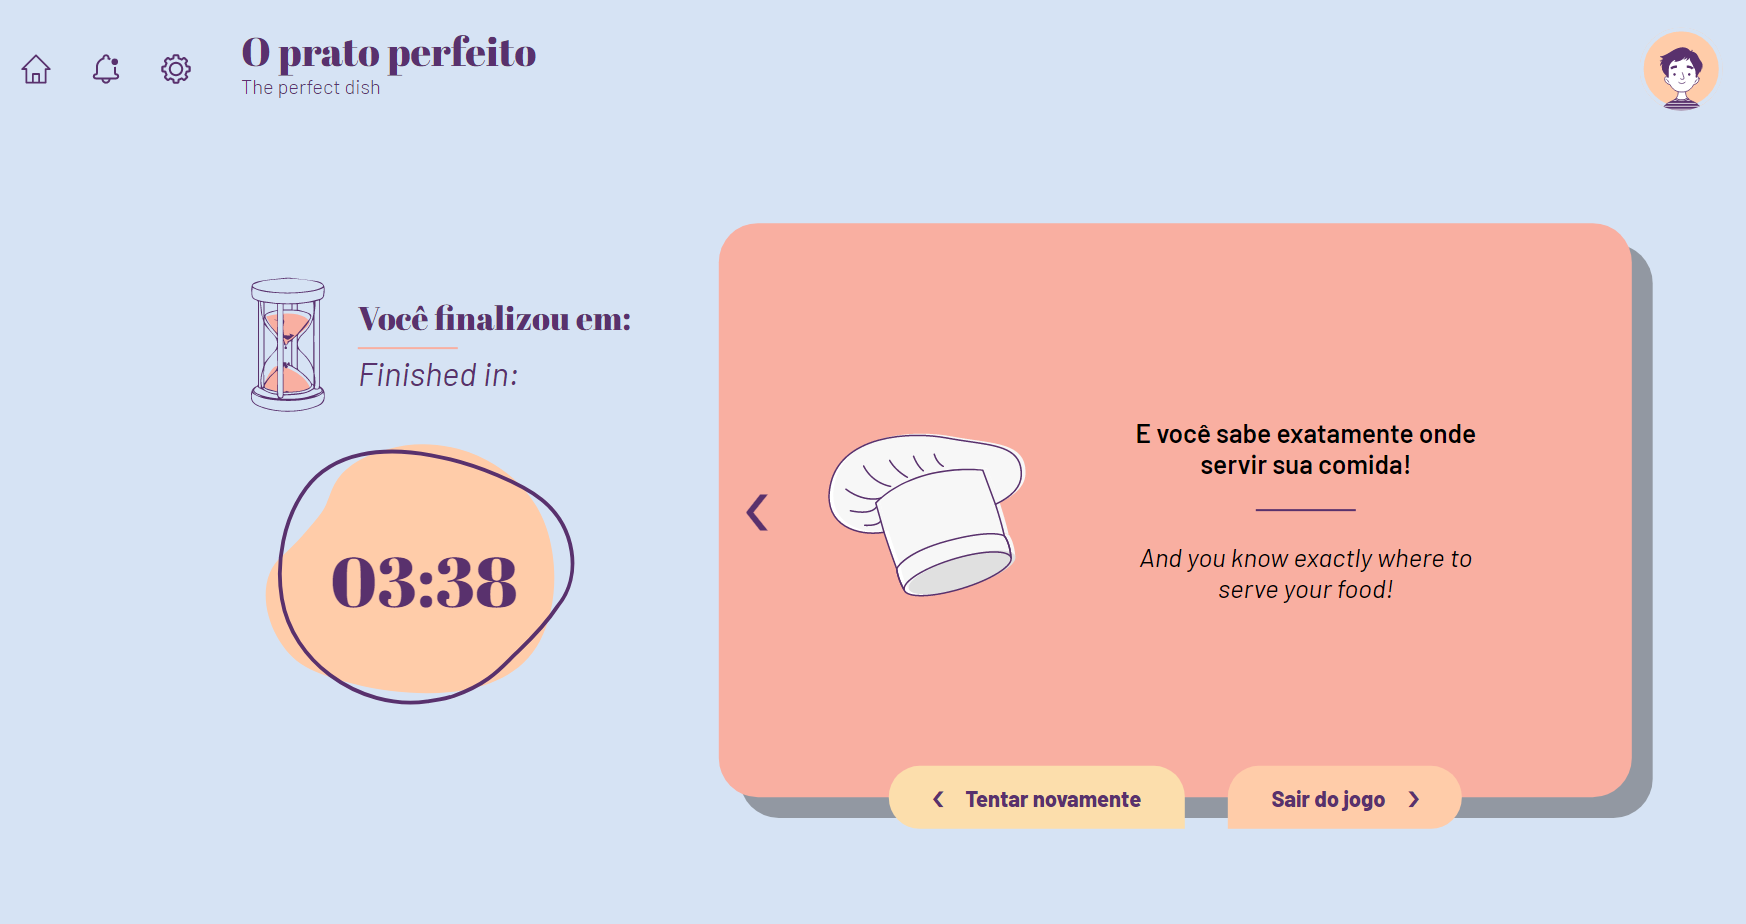 O prato perfeito
The perfect dish
Você finalizou em:
Finished in:
03:38
E você sabe exatamente onde
servir sua comida!
And you know exactly where to
serve your food!
Tentar novamente
Sair do jogo